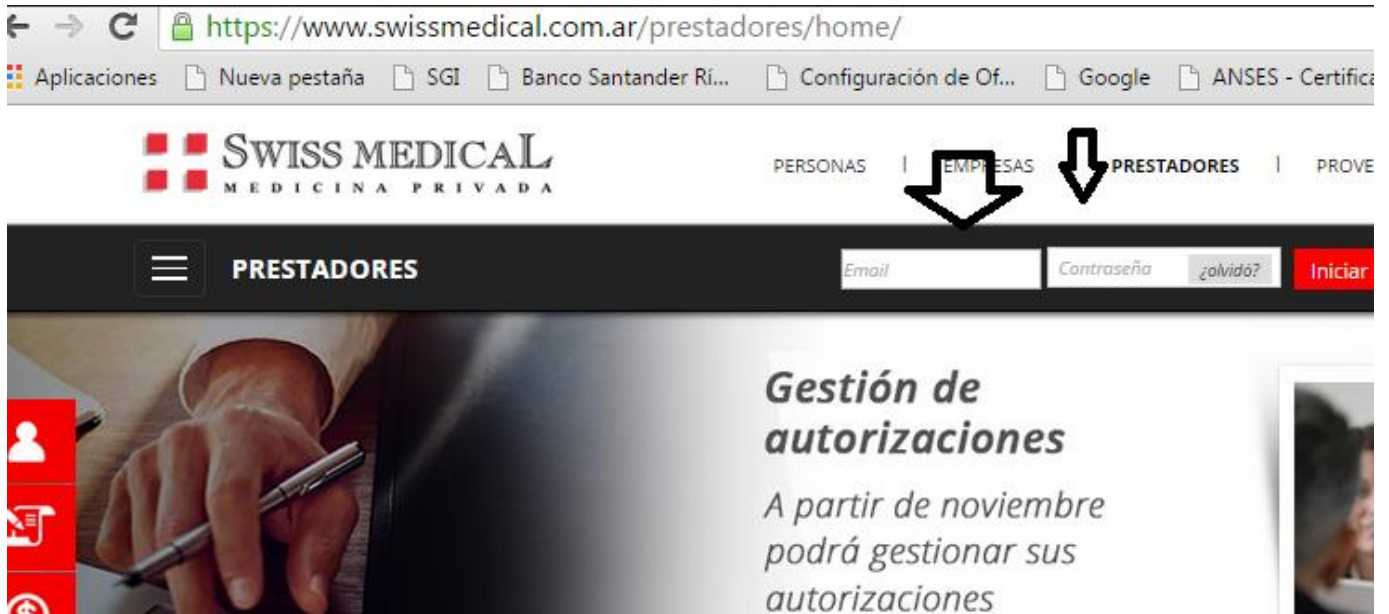 https://www.swissmedical.com.ar/prestadores/home/
Aplicaciones Nueva pestaña SGI Banco Santander Rí... Configuración de Of... Google ANSES - Certifica
SWISS MEDICAL
MEDICINA PRIVADA
PERSONAS | EMPRESAS PRESTADORES | PROVE
PRESTADORES
Email Contraseña ¿olvidó? Iniciar
Gestión de
autorizaciones
A partir de noviembre
podrá gestionar sus
autorizaciones